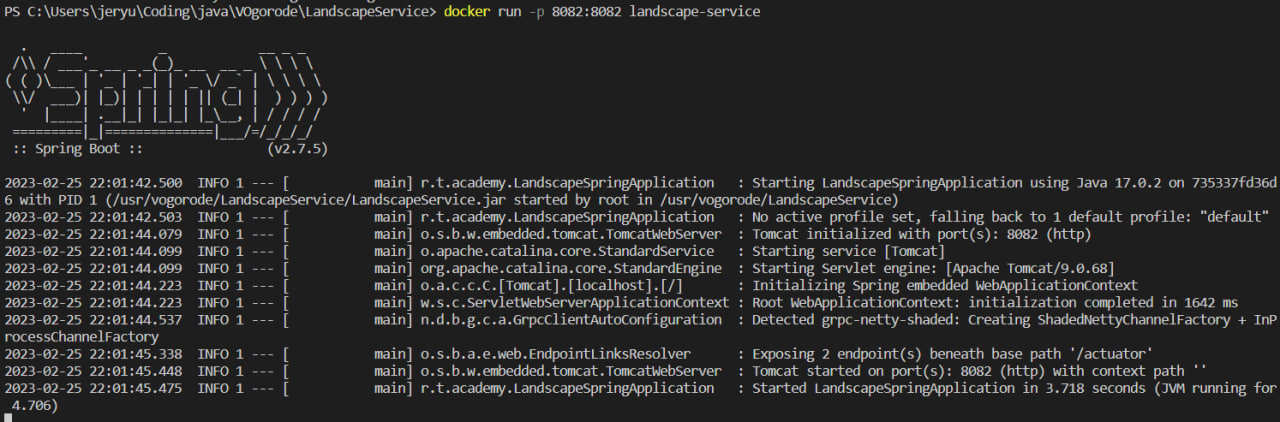 PS C:\Users\jeryu\Coding\java\VOgorode\LandscapeService> docker run -p 8082:8082 landscape-service
  .   ____          _            __ _ _
 /\\ / ___'_ __ _ _(_)_ __  __ _ \ \ \ \
( ( )\___ | '_ | '_| | '_ \/ _` | \ \ \ \
 \\/  ___)| |_)| | | | | || (_| |  ) ) ) )
  '  |____| .__|_| |_|_| |_\__, | / / / /
 =========|_|==============|___/=/_/_/_/
 :: Spring Boot ::                (v2.7.5)
2023-02-25 22:01:42.500  INFO 1 --- [           main] r.t.academy.LandscapeSpringApplication   : Starting LandscapeSpringApplication using Java 17.0.2 on 735337fd36d
6 with PID 1 (/usr/vogorode/LandscapeService/LandscapeService.jar started by root in /usr/vogorode/LandscapeService)
2023-02-25 22:01:42.503  INFO 1 --- [           main] r.t.academy.LandscapeSpringApplication   : No active profile set, falling back to 1 default profile: "default"
2023-02-25 22:01:44.079  INFO 1 --- [           main] o.s.b.w.embedded.tomcat.TomcatWebServer  : Tomcat initialized with port(s): 8082 (http)
2023-02-25 22:01:44.099  INFO 1 --- [           main] o.apache.catalina.core.StandardService   : Starting service [Tomcat]
2023-02-25 22:01:44.099  INFO 1 --- [           main] org.apache.catalina.core.StandardEngine  : Starting Servlet engine: [Apache Tomcat/9.0.68]
2023-02-25 22:01:44.223  INFO 1 --- [           main] o.a.c.c.C.[Tomcat].[localhost].[/]       : Initializing Spring embedded WebApplicationContext
2023-02-25 22:01:44.223  INFO 1 --- [           main] w.s.c.ServletWebServerApplicationContext : Root WebApplicationContext: initialization completed in 1642 ms
2023-02-25 22:01:44.537  INFO 1 --- [           main] n.d.b.g.c.a.GrpcClientAutoConfiguration  : Detected grpc-netty-shaded: Creating ShadedNettyChannelFactory + InP
rocessChannelFactory
2023-02-25 22:01:45.338  INFO 1 --- [           main] o.s.b.a.e.web.EndpointLinksResolver      : Exposing 2 endpoint(s) beneath base path '/actuator'
2023-02-25 22:01:45.448  INFO 1 --- [           main] o.s.b.w.embedded.tomcat.TomcatWebServer  : Tomcat started on port(s): 8082 (http) with context path ''
2023-02-25 22:01:45.475  INFO 1 --- [           main] r.t.academy.LandscapeSpringApplication   : Started LandscapeSpringApplication in 3.718 seconds (JVM running for
 4.706)